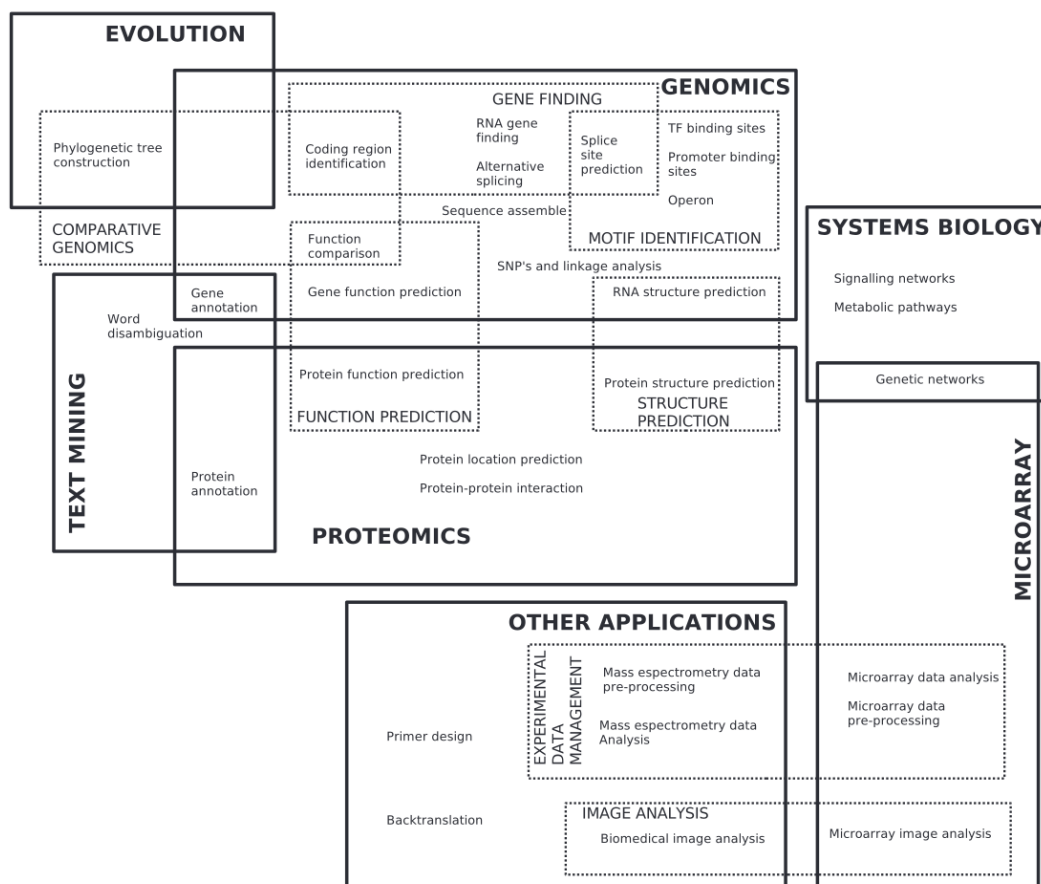 EVOLUTION
GENOMICS
GENE FINDING
RNA gene
finding
Alternative
splicing
Splice
site
prediction
TF binding sites
Promoter binding
sites
Operon
Phylogenetic tree
construction
Coding region
identification
Sequence assemble
MOTIF IDENTIFICATION
COMPARATIVE
GENOMICS
Function
comparison
SNP's and linkage analysis
Gene
annotation
Gene function prediction
RNA structure prediction
SYSTEMS BIOLOGY
Signalling networks
Metabolic pathways
Genetic networks
Word
disambiguation
TEXT MINING
Protein function prediction
FUNCTION PREDICTION
Protein structure prediction
STRUCTURE
PREDICTION
Protein
annotation
Protein location prediction
Protein-protein interaction
PROTEOMICS
MICROARRAY
OTHER APPLICATIONS
EXPERIMENTAL
DATA
MANAGEMENT
Mass espectrometry data
pre-processing
Mass espectrometry data
Analysis
Microarray data analysis
Microarray data
pre-processing
Primer design
Backtranslation
IMAGE ANALYSIS
Biomedical image analysis
Microarray image analysis